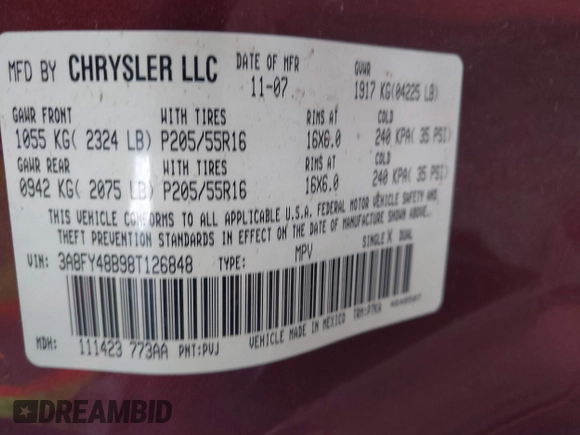 MFD BY CHRYSLER LLC DATE OF MFR 11-07 GVWR 1917 KG(04225 LB)
GAWR FRONT WITH TIRES RIMS AT COLD
1055 KG( 2324 LB) P205/55R16 16X6.0 240 KPA( 35 PSI)
GAWR REAR WITH TIRES RIMS AT COLD
0942 KG( 2075 LB) P205/55R16 16X6.0 240 KPA( 35 PSI)
THIS VEHICLE CONFORMS TO ALL APPLICABLE U.S.A. FEDERAL MOTOR VEHICLE SAFETY AND
THEFT PREVENTION STANDARDS IN EFFECT ON THE DATE OF MANUFACTURE SHOWN ABOVE.
VIN: 3A8FY48B98T126848 TYPE: MPV SINGLE X DUAL
MDH: 111423 773AA PNT:PVJ VEHICLE MADE IN MEXICO
DREAMBID